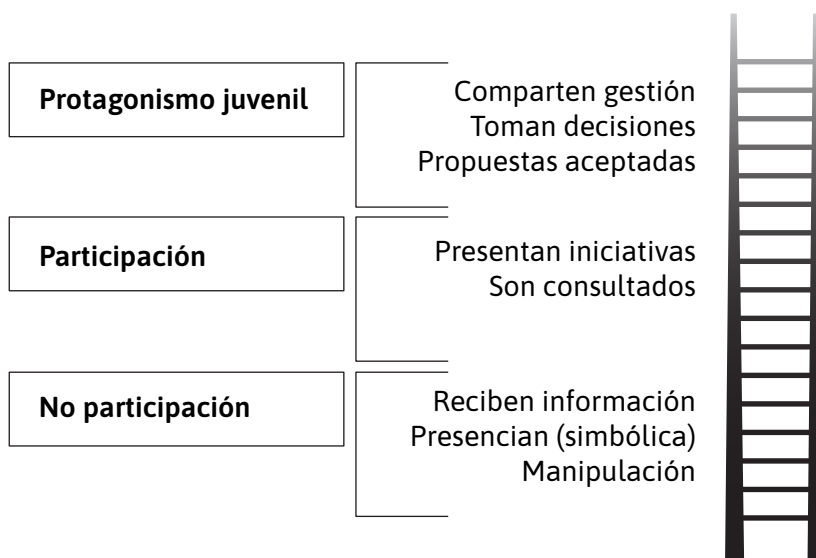 Protagonismo juvenil
Comparten gestión
Toman decisiones
Propuestas aceptadas
Participación
Presentan iniciativas
Son consultados
No participación
Reciben información
Presencian (simbólica)
Manipulación